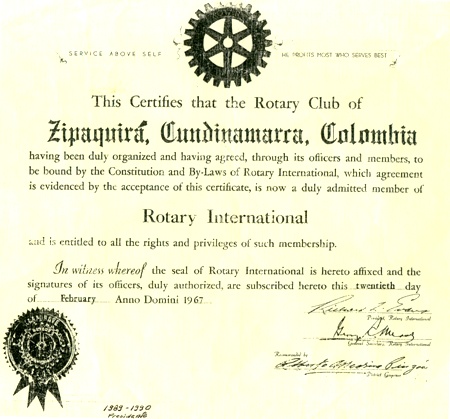 SERVICE ABOVE SELF
HE PROFITS MOST WHO SERVES BEST
This Certifies that the Rotary Club of
Zipaquirá, Cundinamarca, Colombia
having been duly organized and having agreed, through its officers and members, to
be bound by the Constitution and By-Laws of Rotary International, which agreement
is evidenced by the acceptance of this certificate, is now a duly admitted member of
Rotary International
and is entitled to all the rights and privileges of such membership.
In witness whereof the seal of Rotary International is hereto affixed and the
signatures of its officers, duly authorized, are subscribed hereto this twentieth day
of February Anno Domini 1967
President, Rotary International
General Secretary, Rotary International
Recommended by
District Governor
1989-1990
Presidente